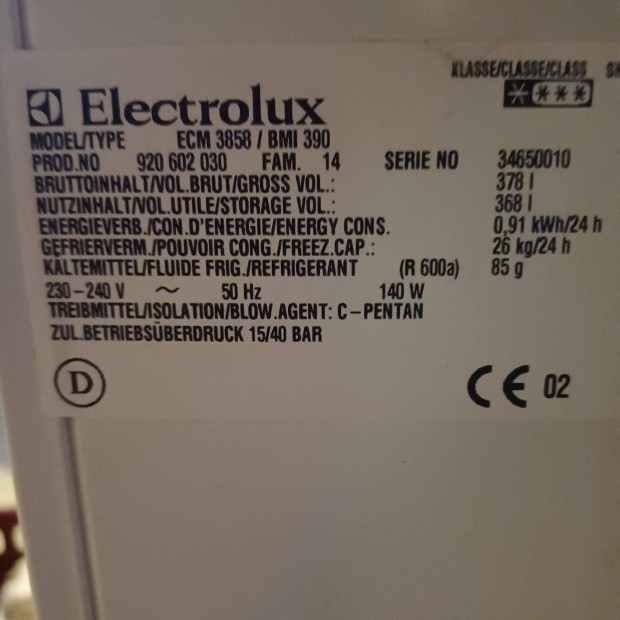 KLASSE/CLASSE/CLASS
Electrolux
MODEL/TYPE ECM 3858 / BMI 390
PROD.NO 920 602 030 FAM. 14 SERIE NO 34650010
BRUTTOINHALT/VOL.BRUT/GROSS VOL.: 378 l
NUTZINHALT/VOL.UTILE/STORAGE VOL.: 368 l
ENERGIEVERB./CON.D'ENERGIE/ENERGY CONS. 0,91 kWh/24 h
GEFRIERVERM./POUVOIR CONG./FREEZ.CAP.: 26 kg/24 h
KÄLTEMITTEL/FLUIDE FRIG./REFRIGERANT (R 600a) 85 g
230-240 V ~ 50 Hz 140 W
TREIBMITTEL/ISOLATION/BLOW.AGENT: C-PENTAN
ZUL.BETRIEBSÜBERDRUCK 15/40 BAR
D CE 02